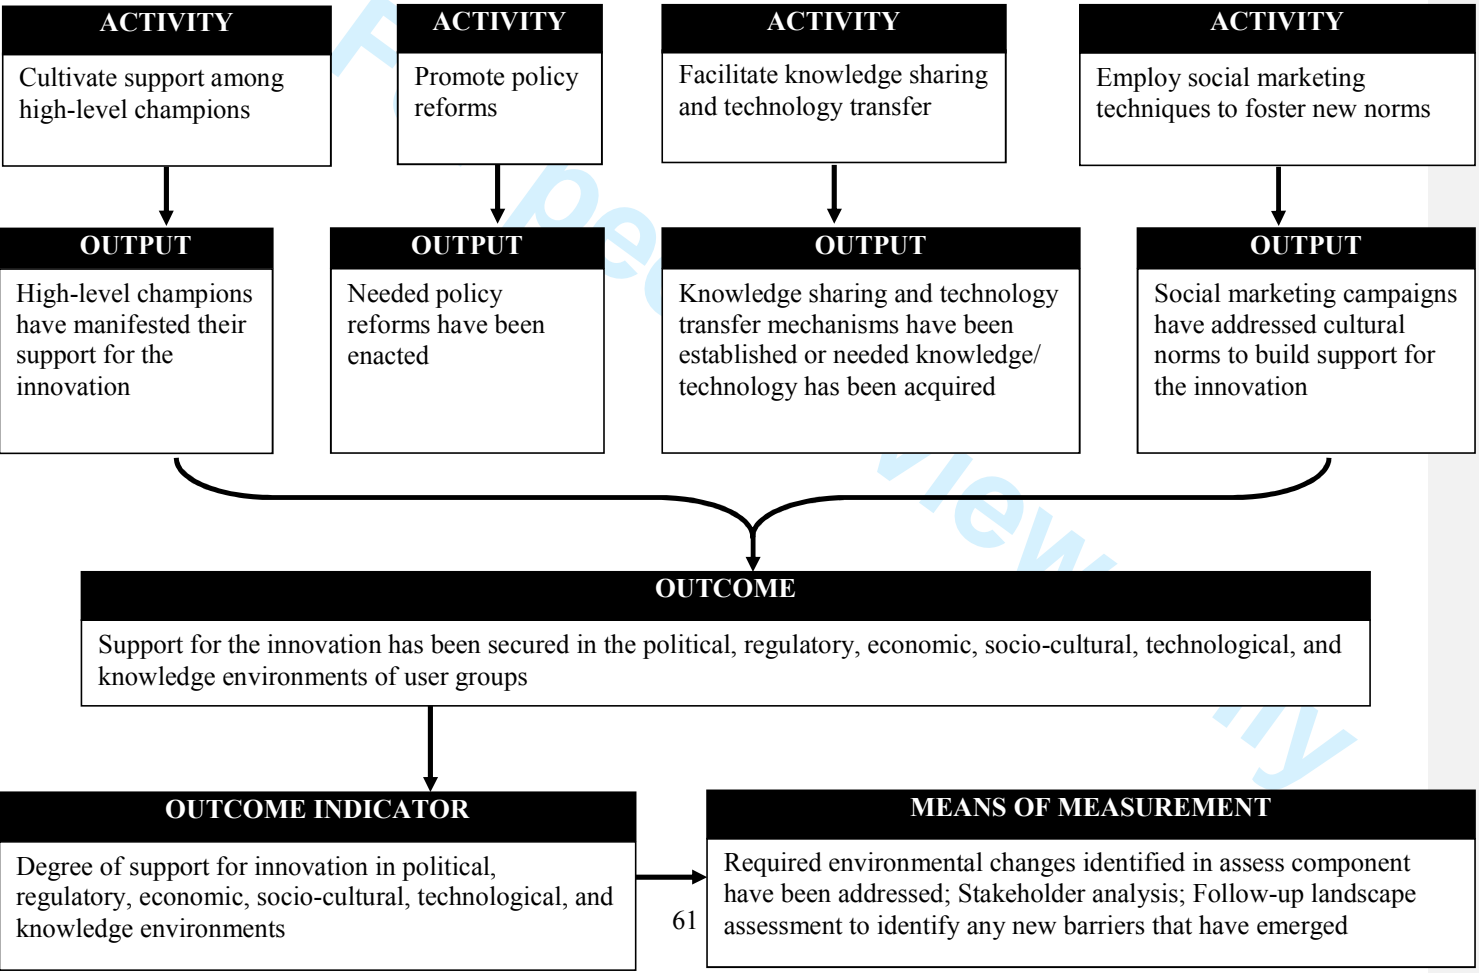 ACTIVITY
Cultivate support among
high-level champions
ACTIVITY
Promote policy
reforms
ACTIVITY
Facilitate knowledge sharing
and technology transfer
ACTIVITY
Employ social marketing
techniques to foster new norms
OUTPUT
High-level champions
have manifested their
support for the
innovation
OUTPUT
Needed policy
reforms have been
enacted
OUTPUT
Knowledge sharing and technology
transfer mechanisms have been
established or needed knowledge/
technology has been acquired
OUTPUT
Social marketing campaigns
have addressed cultural
norms to build support for
the innovation
OUTCOME
Support for the innovation has been secured in the political, regulatory, economic, socio-cultural, technological, and
knowledge environments of user groups
OUTCOME INDICATOR
Degree of support for innovation in political,
regulatory, economic, socio-cultural, technological, and
knowledge environments
MEANS OF MEASUREMENT
Required environmental changes identified in assess component
have been addressed; Stakeholder analysis; Follow-up landscape
assessment to identify any new barriers that have emerged
61